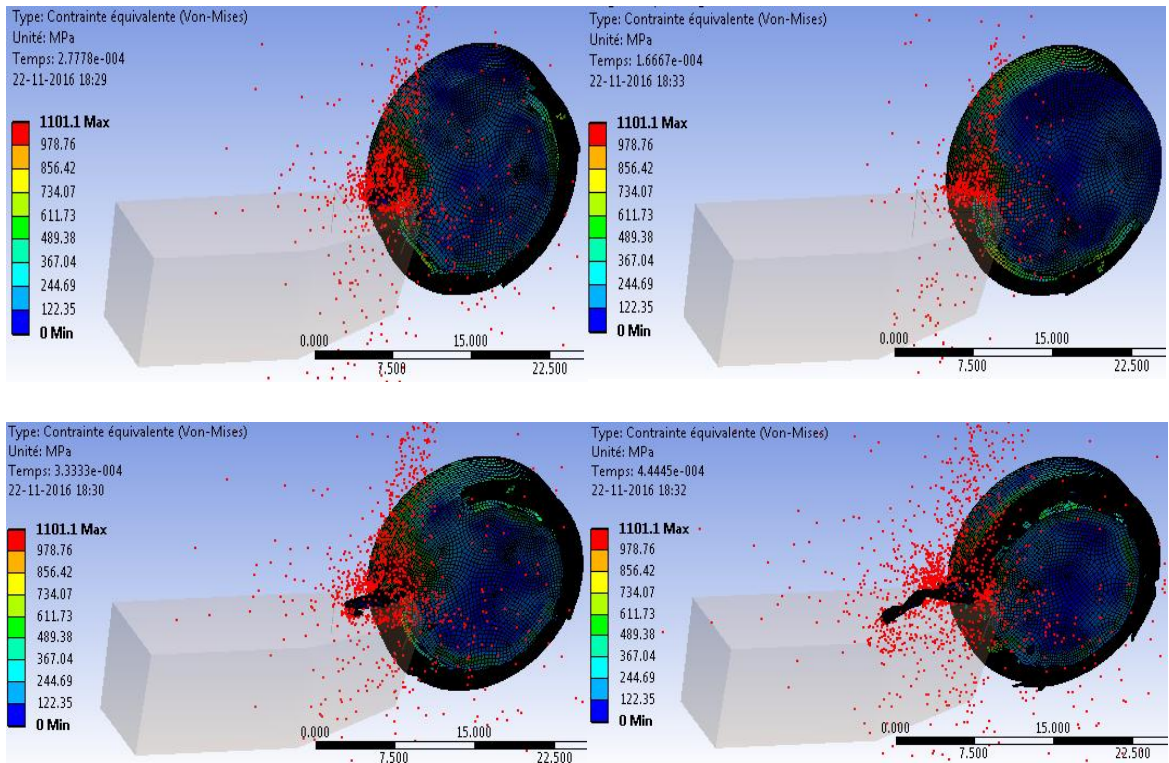 Type: Contrainte équivalente (Von-Mises)
Unité: MPa
Temps: 2.7778e-004
22-11-2016 18:29
1101.1 Max
978.76
856.42
734.07
611.73
489.38
367.04
244.69
122.35
0 Min
0.000
15.000
7.500
22.500
Type: Contrainte équivalente (Von-Mises)
Unité: MPa
Temps: 1.6667e-004
22-11-2016 18:33
1101.1 Max
978.76
856.42
734.07
611.73
489.38
367.04
244.69
122.35
0 Min
0.000
15.000
7.500
22.500
Type: Contrainte équivalente (Von-Mises)
Unité: MPa
Temps: 3.3333e-004
22-11-2016 18:30
1101.1 Max
978.76
856.42
734.07
611.73
489.38
367.04
244.69
122.35
0 Min
0.000
15.000
7.500
22.500
Type: Contrainte équivalente (Von-Mises)
Unité: MPa
Temps: 4.4445e-004
22-11-2016 18:32
1101.1 Max
978.76
856.42
734.07
611.73
489.38
367.04
244.69
122.35
0 Min
0.000
15.000
7.500
22.500